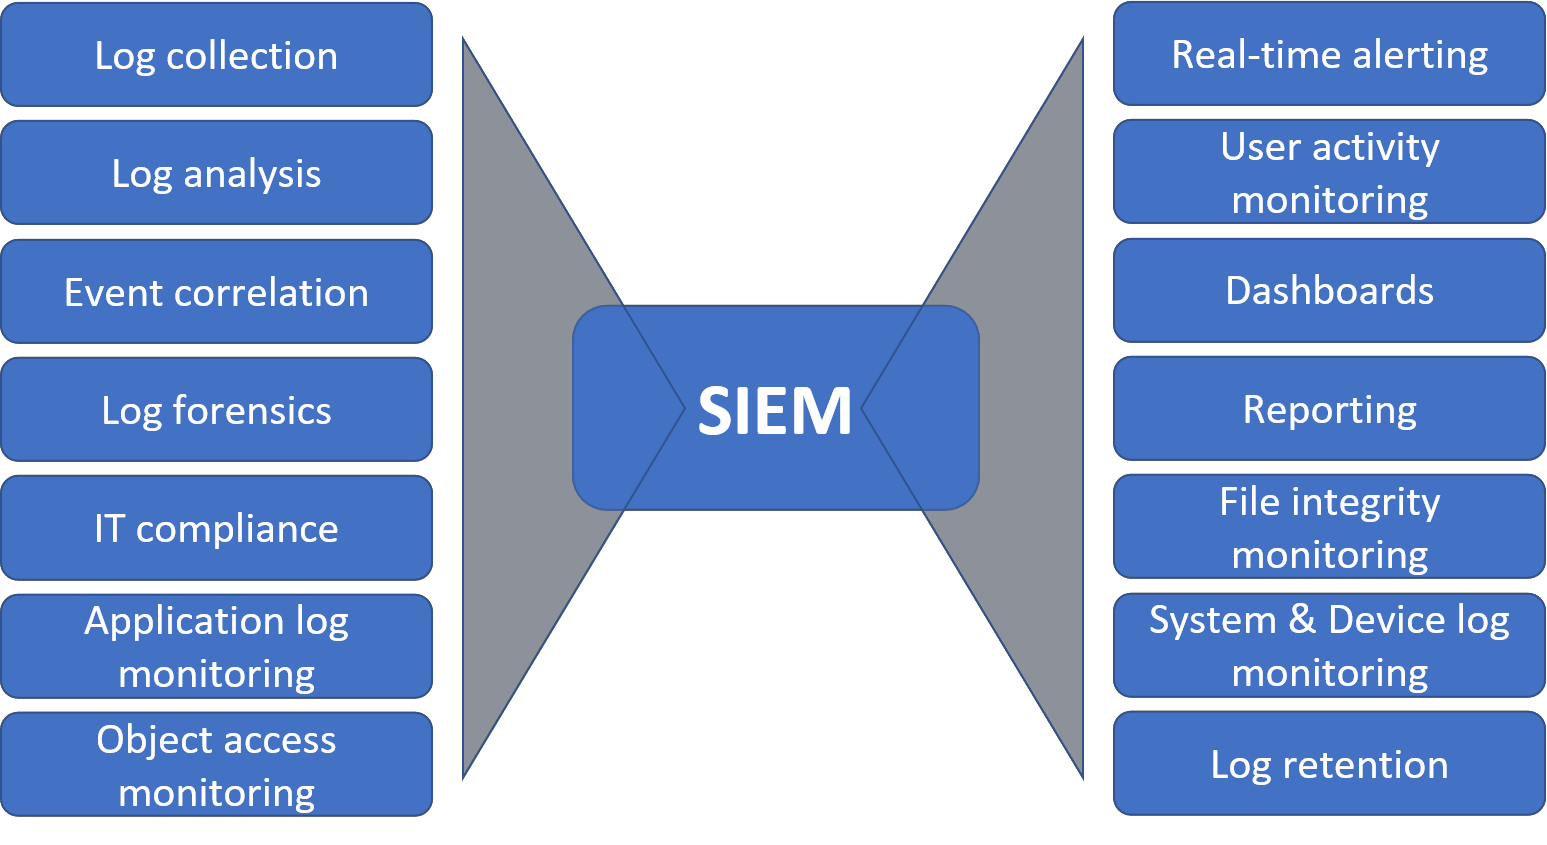 Log collection
Log analysis
Event correlation
Log forensics
IT compliance
Application log
monitoring
Object access
monitoring
SIEM
Real-time alerting
User activity
monitoring
Dashboards
Reporting
File integrity
monitoring
System & Device log
monitoring
Log retention